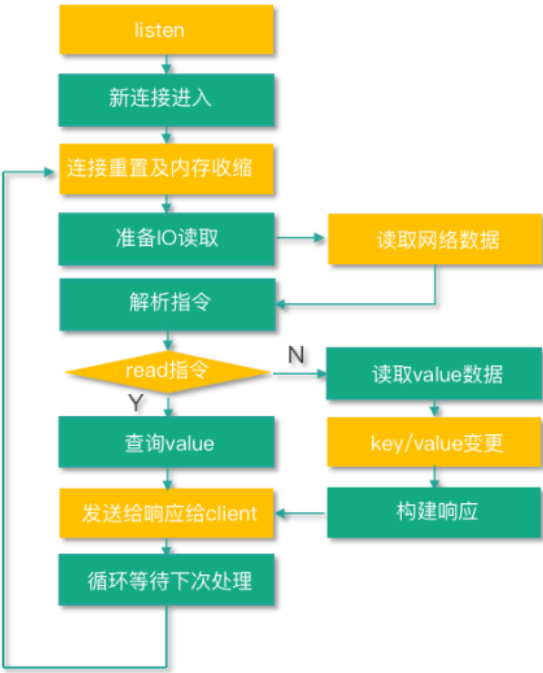 listen
新连接进入
连接重置及内存收缩
准备IO读取
读取网络数据
解析指令
read指令
N
读取value数据
Y
查询value
key/value变更
发送给响应给client
构建响应
循环等待下次处理